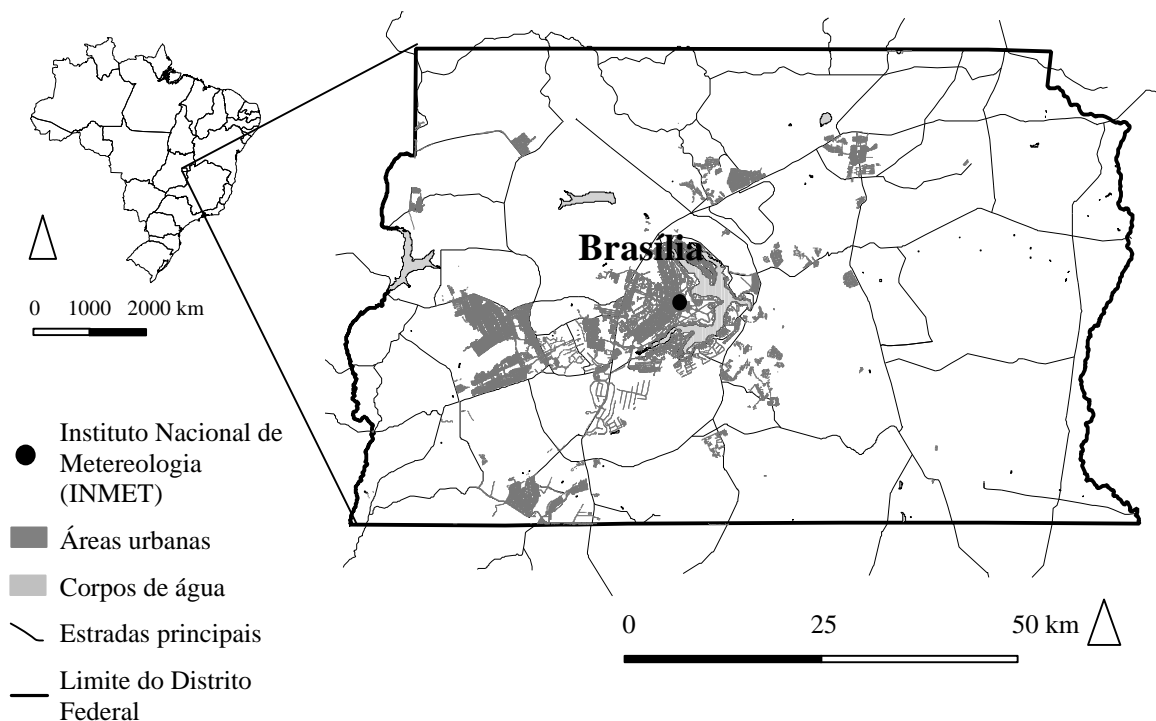 Brasília
0 1000 2000 km
Instituto Nacional de
Metereologia
(INMET)
Áreas urbanas
Corpos de água
Estradas principais
Limite do Distrito
Federal
0 25 50 km